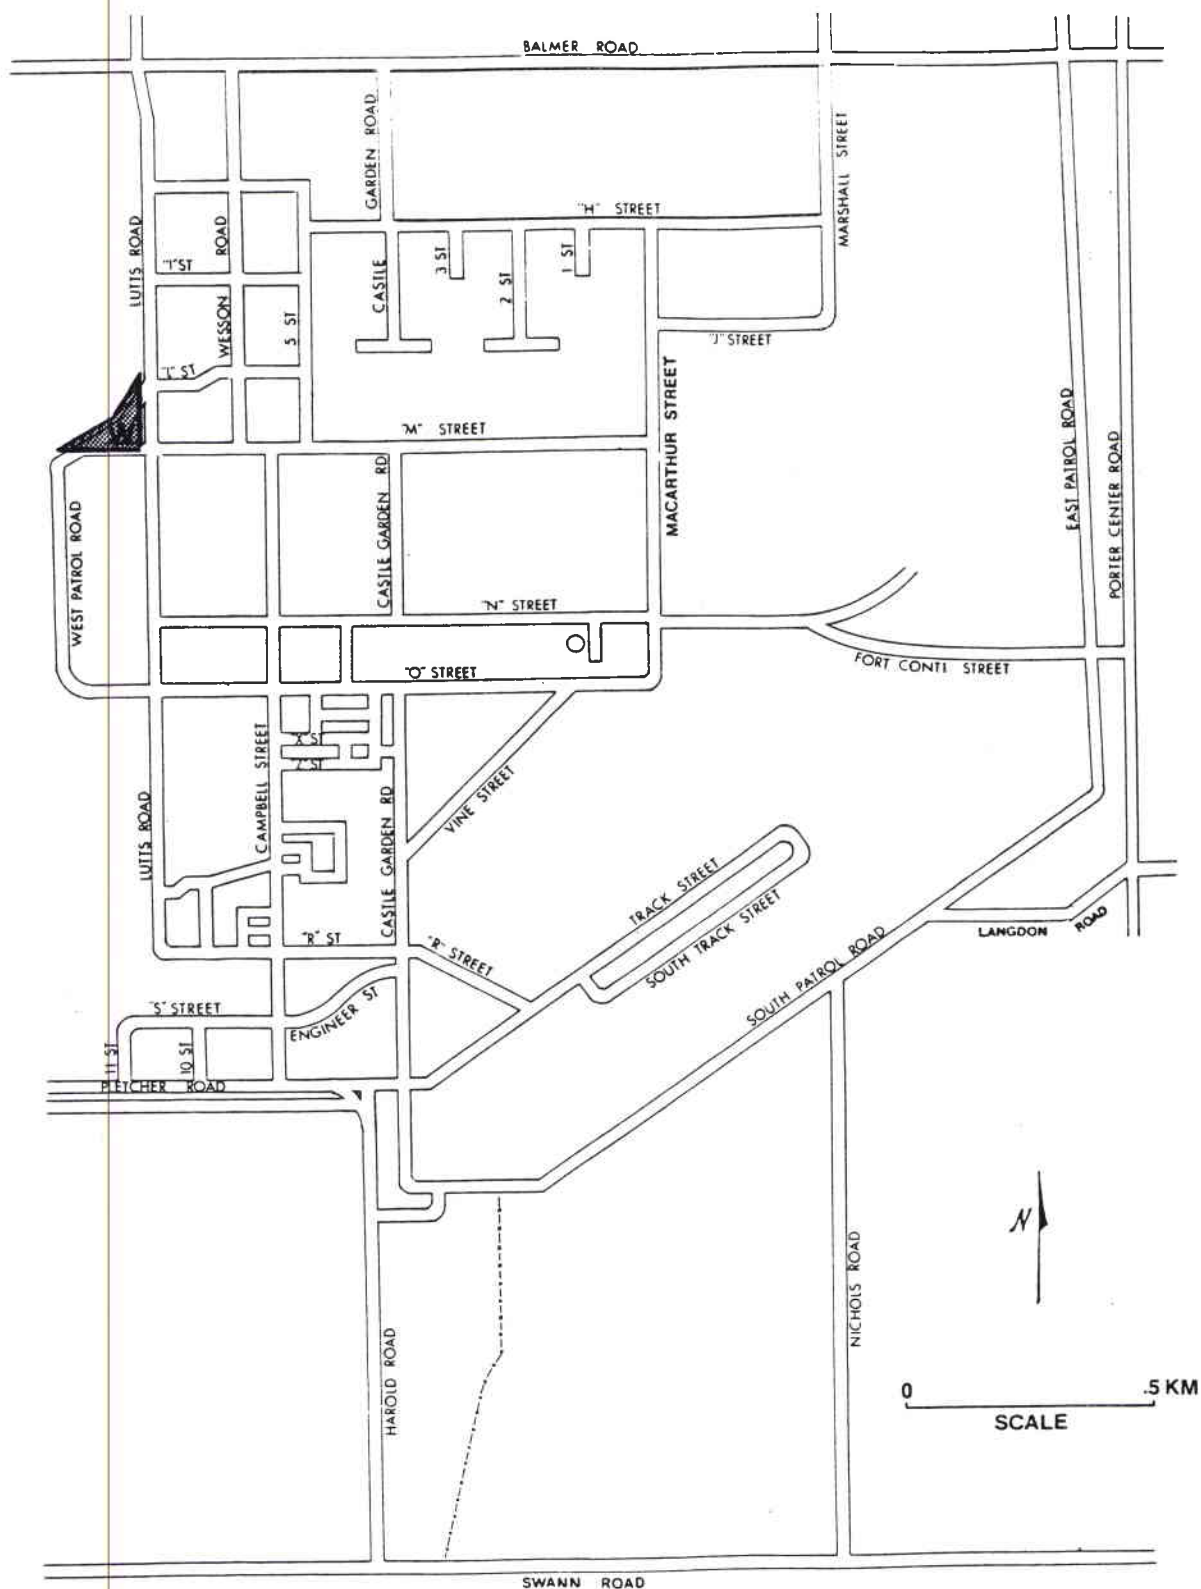 BALMER ROAD
GARDEN ROAD
MARSHALL STREET
"H" STREET
LUTTS ROAD
ROAD
"I" ST
3 ST
1 ST
CASTLE
2 ST
WESSON
5 ST
"J" STREET
"L" ST
MACARTHUR STREET
"M" STREET
EAST PATROL ROAD
PORTER CENTER ROAD
CASTLE GARDEN RD
WEST PATROL ROAD
"N" STREET
FORT CONTI STREET
"O" STREET
CAMPBELL STREET
"X" ST
"Z" ST
VINE STREET
LUTTS ROAD
CASTLE GARDEN RD
TRACK STREET
SOUTH TRACK STREET
LANGDON ROAD
"R" ST
"R" STREET
SOUTH PATROL ROAD
"S" STREET
ENGINEER ST
11 ST
10 ST
PLETCHER ROAD
N
NICHOLS ROAD
HAROLD ROAD
0 .5 KM
SCALE
SWANN ROAD